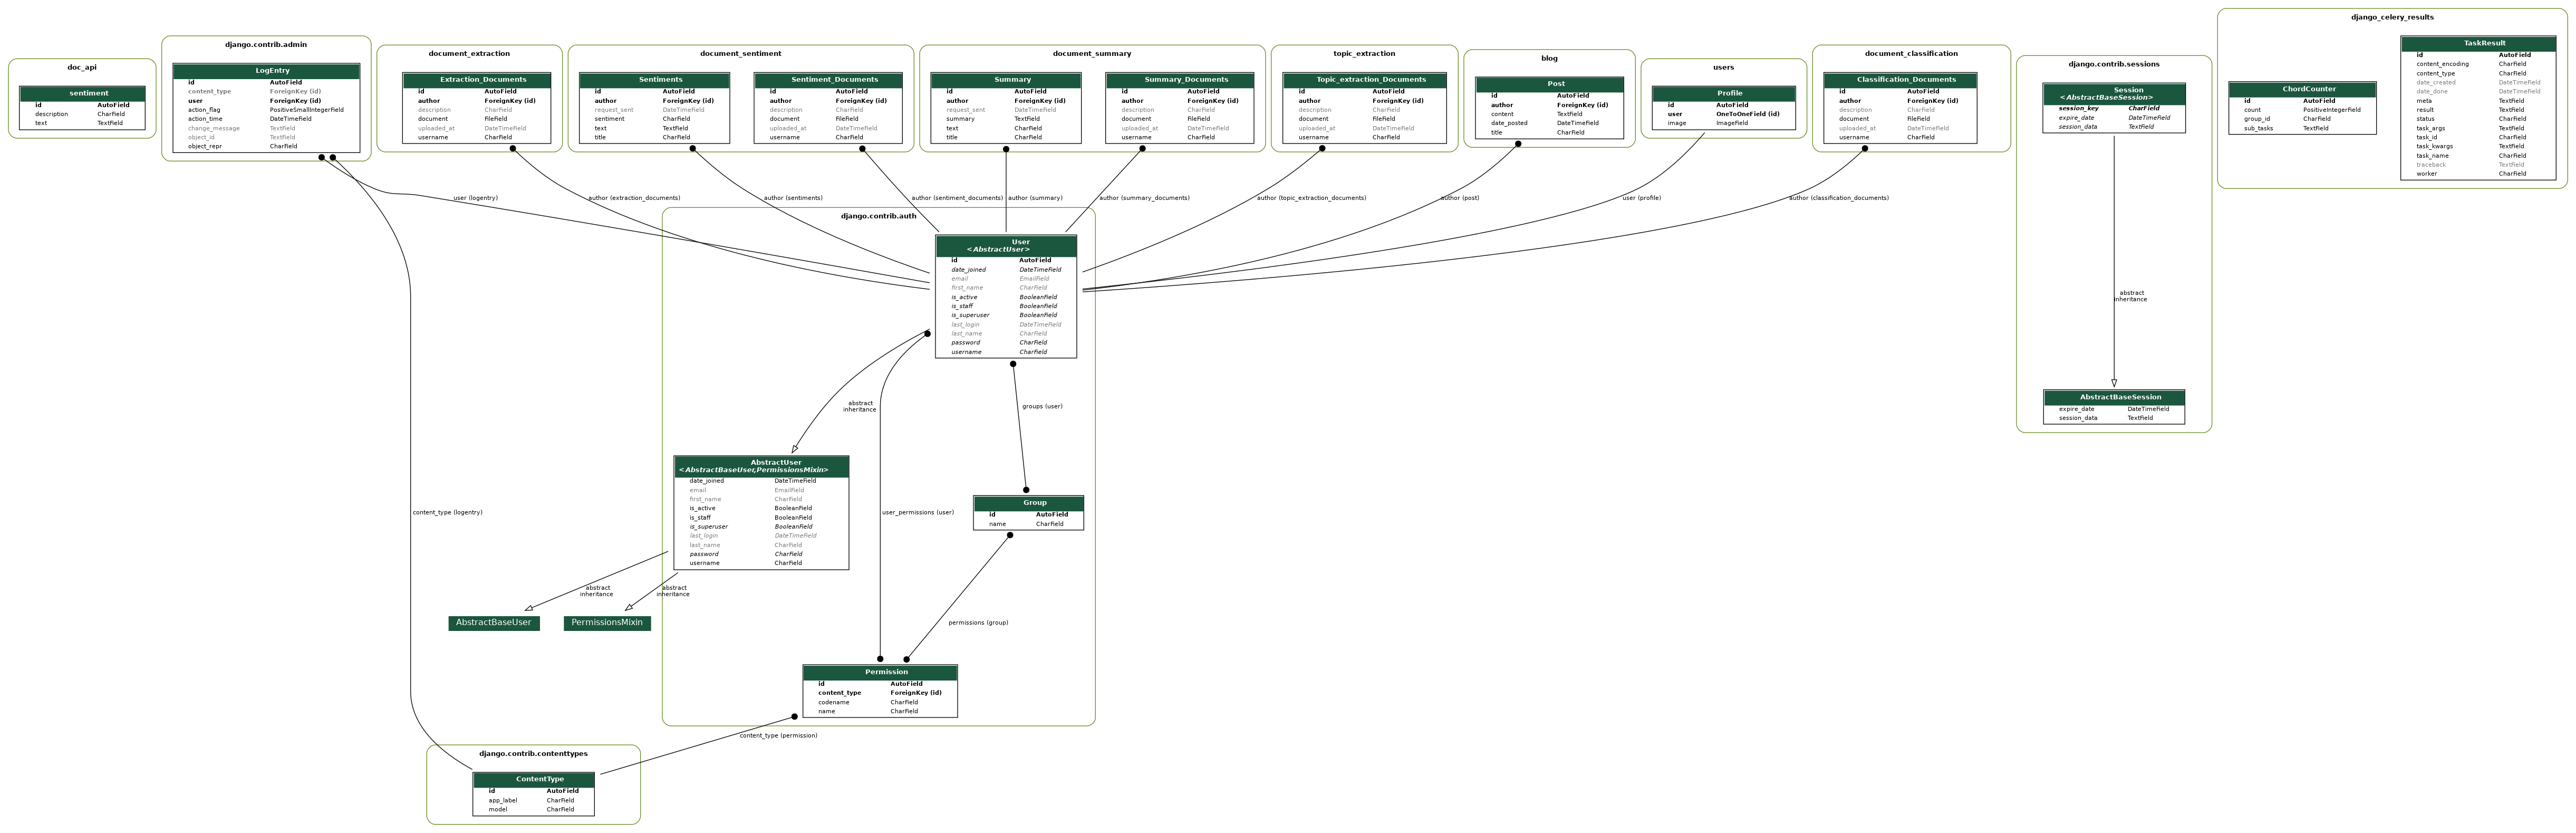 doc_api
sentiment
id AutoField
description CharField
text TextField
django.contrib.admin
LogEntry
id AutoField
content_type ForeignKey (id)
user ForeignKey (id)
action_flag PositiveSmallIntegerField
action_time DateTimeField
change_message TextField
object_id TextField
object_repr CharField
document_extraction
Extraction_Documents
id AutoField
author ForeignKey (id)
description CharField
document FileField
uploaded_at DateTimeField
username CharField
document_sentiment
Sentiments
id AutoField
author ForeignKey (id)
request_sent DateTimeField
sentiment CharField
text TextField
title CharField
Sentiment_Documents
id AutoField
author ForeignKey (id)
description CharField
document FileField
uploaded_at DateTimeField
username CharField
document_summary
Summary
id AutoField
author ForeignKey (id)
request_sent DateTimeField
summary TextField
text CharField
title CharField
Summary_Documents
id AutoField
author ForeignKey (id)
description CharField
document FileField
uploaded_at DateTimeField
username CharField
topic_extraction
Topic_extraction_Documents
id AutoField
author ForeignKey (id)
description CharField
document FileField
uploaded_at DateTimeField
username CharField
blog
Post
id AutoField
author ForeignKey (id)
content TextField
date_posted DateTimeField
title CharField
users
Profile
id AutoField
user OneToOneField (id)
image ImageField
document_classification
Classification_Documents
id AutoField
author ForeignKey (id)
description CharField
document FileField
uploaded_at DateTimeField
username CharField
django.contrib.sessions
Session
<AbstractBaseSession>
session_key CharField
expire_date DateTimeField
session_data TextField
abstract
inheritance
AbstractBaseSession
expire_date DateTimeField
session_data TextField
django_celery_results
ChordCounter
id AutoField
count PositiveIntegerField
group_id CharField
sub_tasks TextField
TaskResult
id AutoField
content_encoding CharField
content_type CharField
date_created DateTimeField
date_done DateTimeField
meta TextField
result TextField
status CharField
task_args TextField
task_id CharField
task_kwargs TextField
task_name CharField
traceback TextField
worker CharField
user (logentry)
author (extraction_documents)
author (sentiments)
author (sentiment_documents)
author (summary)
author (summary_documents)
author (topic_extraction_documents)
author (post)
user (profile)
author (classification_documents)
django.contrib.auth
User
<AbstractUser>
id AutoField
date_joined DateTimeField
email EmailField
first_name CharField
is_active BooleanField
is_staff BooleanField
is_superuser BooleanField
last_login DateTimeField
last_name CharField
password CharField
username CharField
abstract
inheritance
groups (user)
AbstractUser
<AbstractBaseUser,PermissionsMixin>
date_joined DateTimeField
email EmailField
first_name CharField
is_active BooleanField
is_staff BooleanField
is_superuser BooleanField
last_login DateTimeField
last_name CharField
password CharField
username CharField
content_type (logentry)
user_permissions (user)
Group
id AutoField
name CharField
abstract
inheritance
abstract
inheritance
AbstractBaseUser
PermissionsMixin
permissions (group)
Permission
id AutoField
content_type ForeignKey (id)
codename CharField
name CharField
content_type (permission)
django.contrib.contenttypes
ContentType
id AutoField
app_label CharField
model CharField